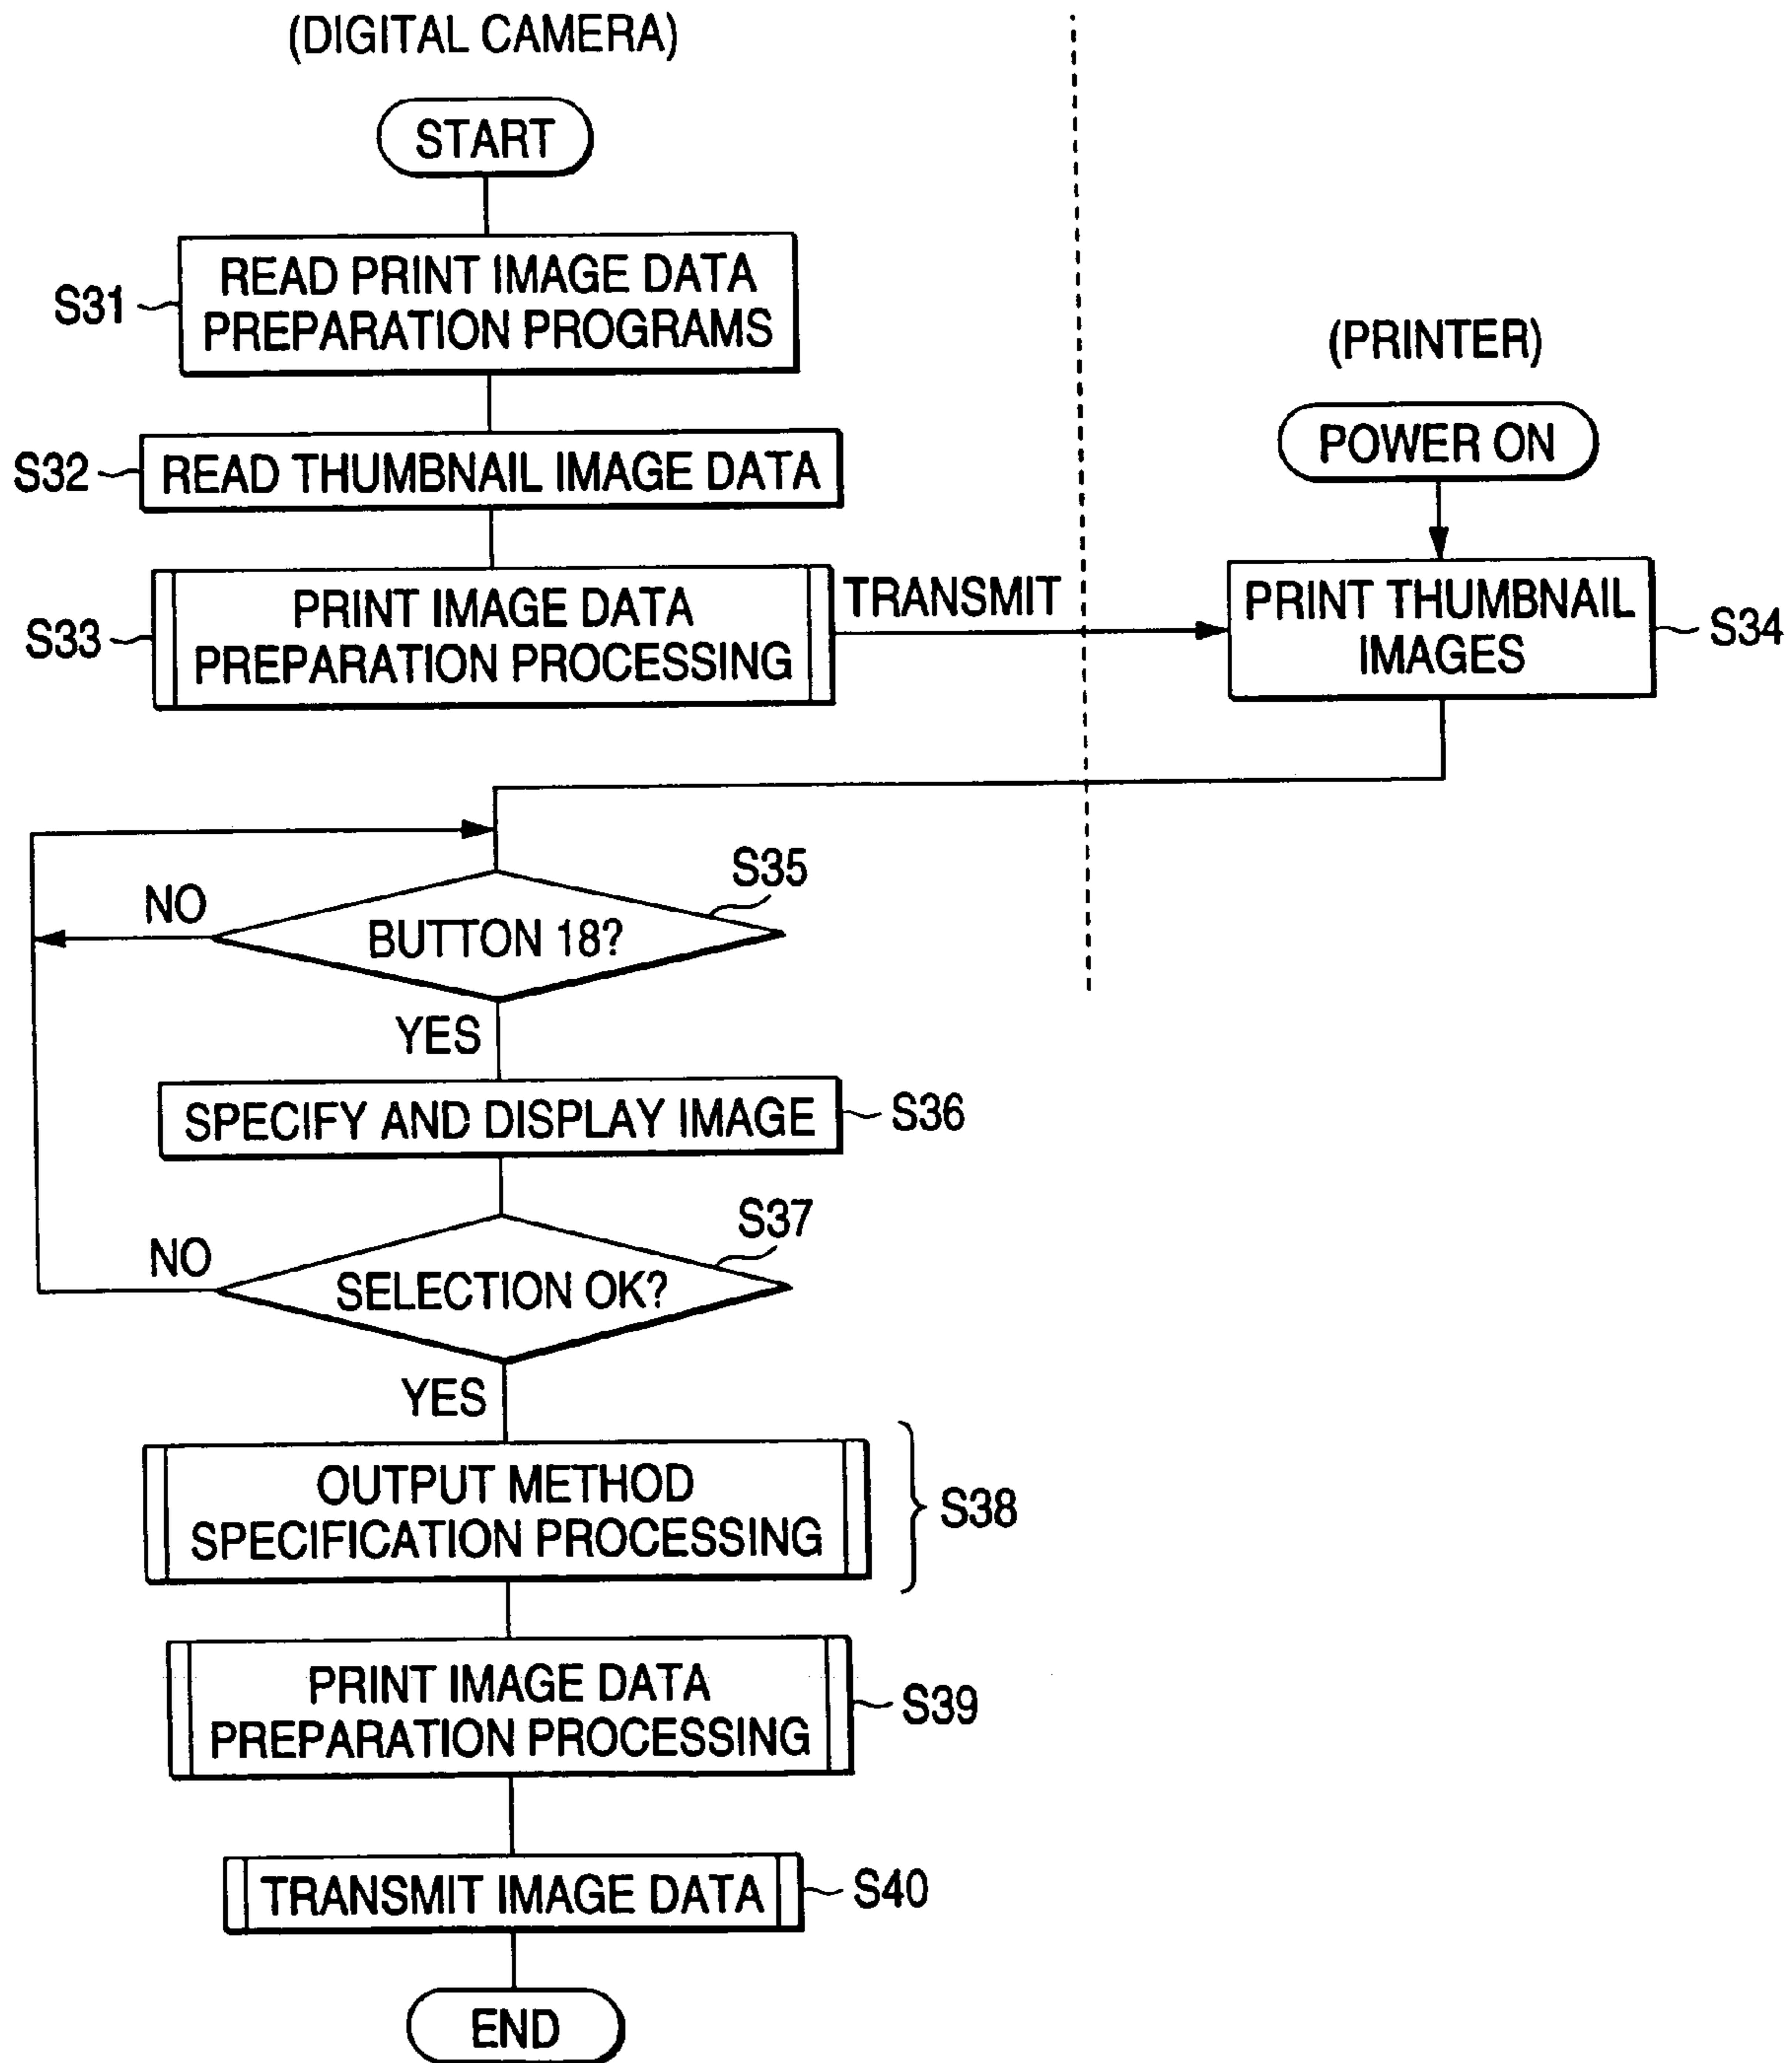 (DIGITAL CAMERA)
START
S31
READ PRINT IMAGE DATA
PREPARATION PROGRAMS
(PRINTER)
POWER ON
S32
READ THUMBNAIL IMAGE DATA
S33
PRINT IMAGE DATA
PREPARATION PROCESSING
TRANSMIT
PRINT THUMBNAIL
IMAGES
S34
S35
NO
BUTTON 18?
YES
SPECIFY AND DISPLAY IMAGE
S36
S37
NO
SELECTION OK?
YES
OUTPUT METHOD
SPECIFICATION PROCESSING
S38
PRINT IMAGE DATA
PREPARATION PROCESSING
S39
TRANSMIT IMAGE DATA
S40
END